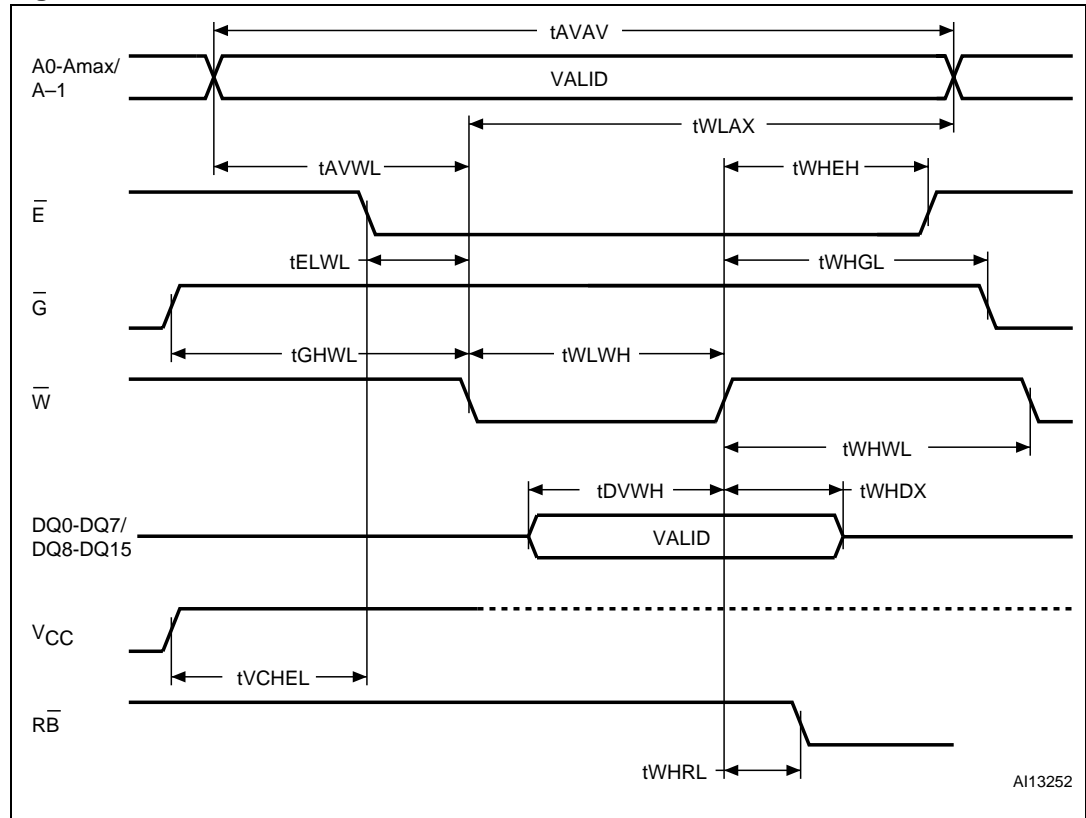 tAVAV
A0-Amax/
A–1
VALID
tWLAX
tAVWL
tWHEH
E̅
tELWL
tWHGL
G̅
tGHWL
tWLWH
W̅
tWHWL
tDVWH
tWHDX
DQ0-DQ7/
DQ8-DQ15
VALID
VCC
tVCHEL
RB̅
tWHRL
AI13252